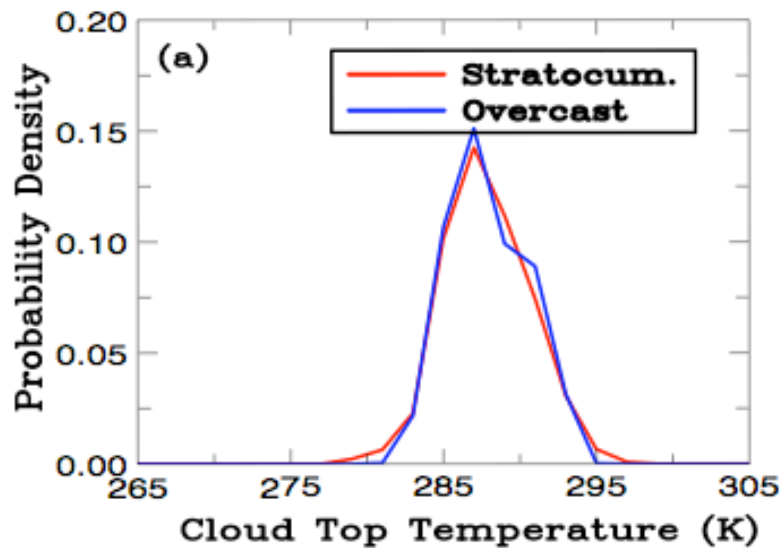 (a)
Stratocum.
Overcast
Probability Density
0.20
0.15
0.10
0.05
0.00
265 275 285 295 305
Cloud Top Temperature (K)